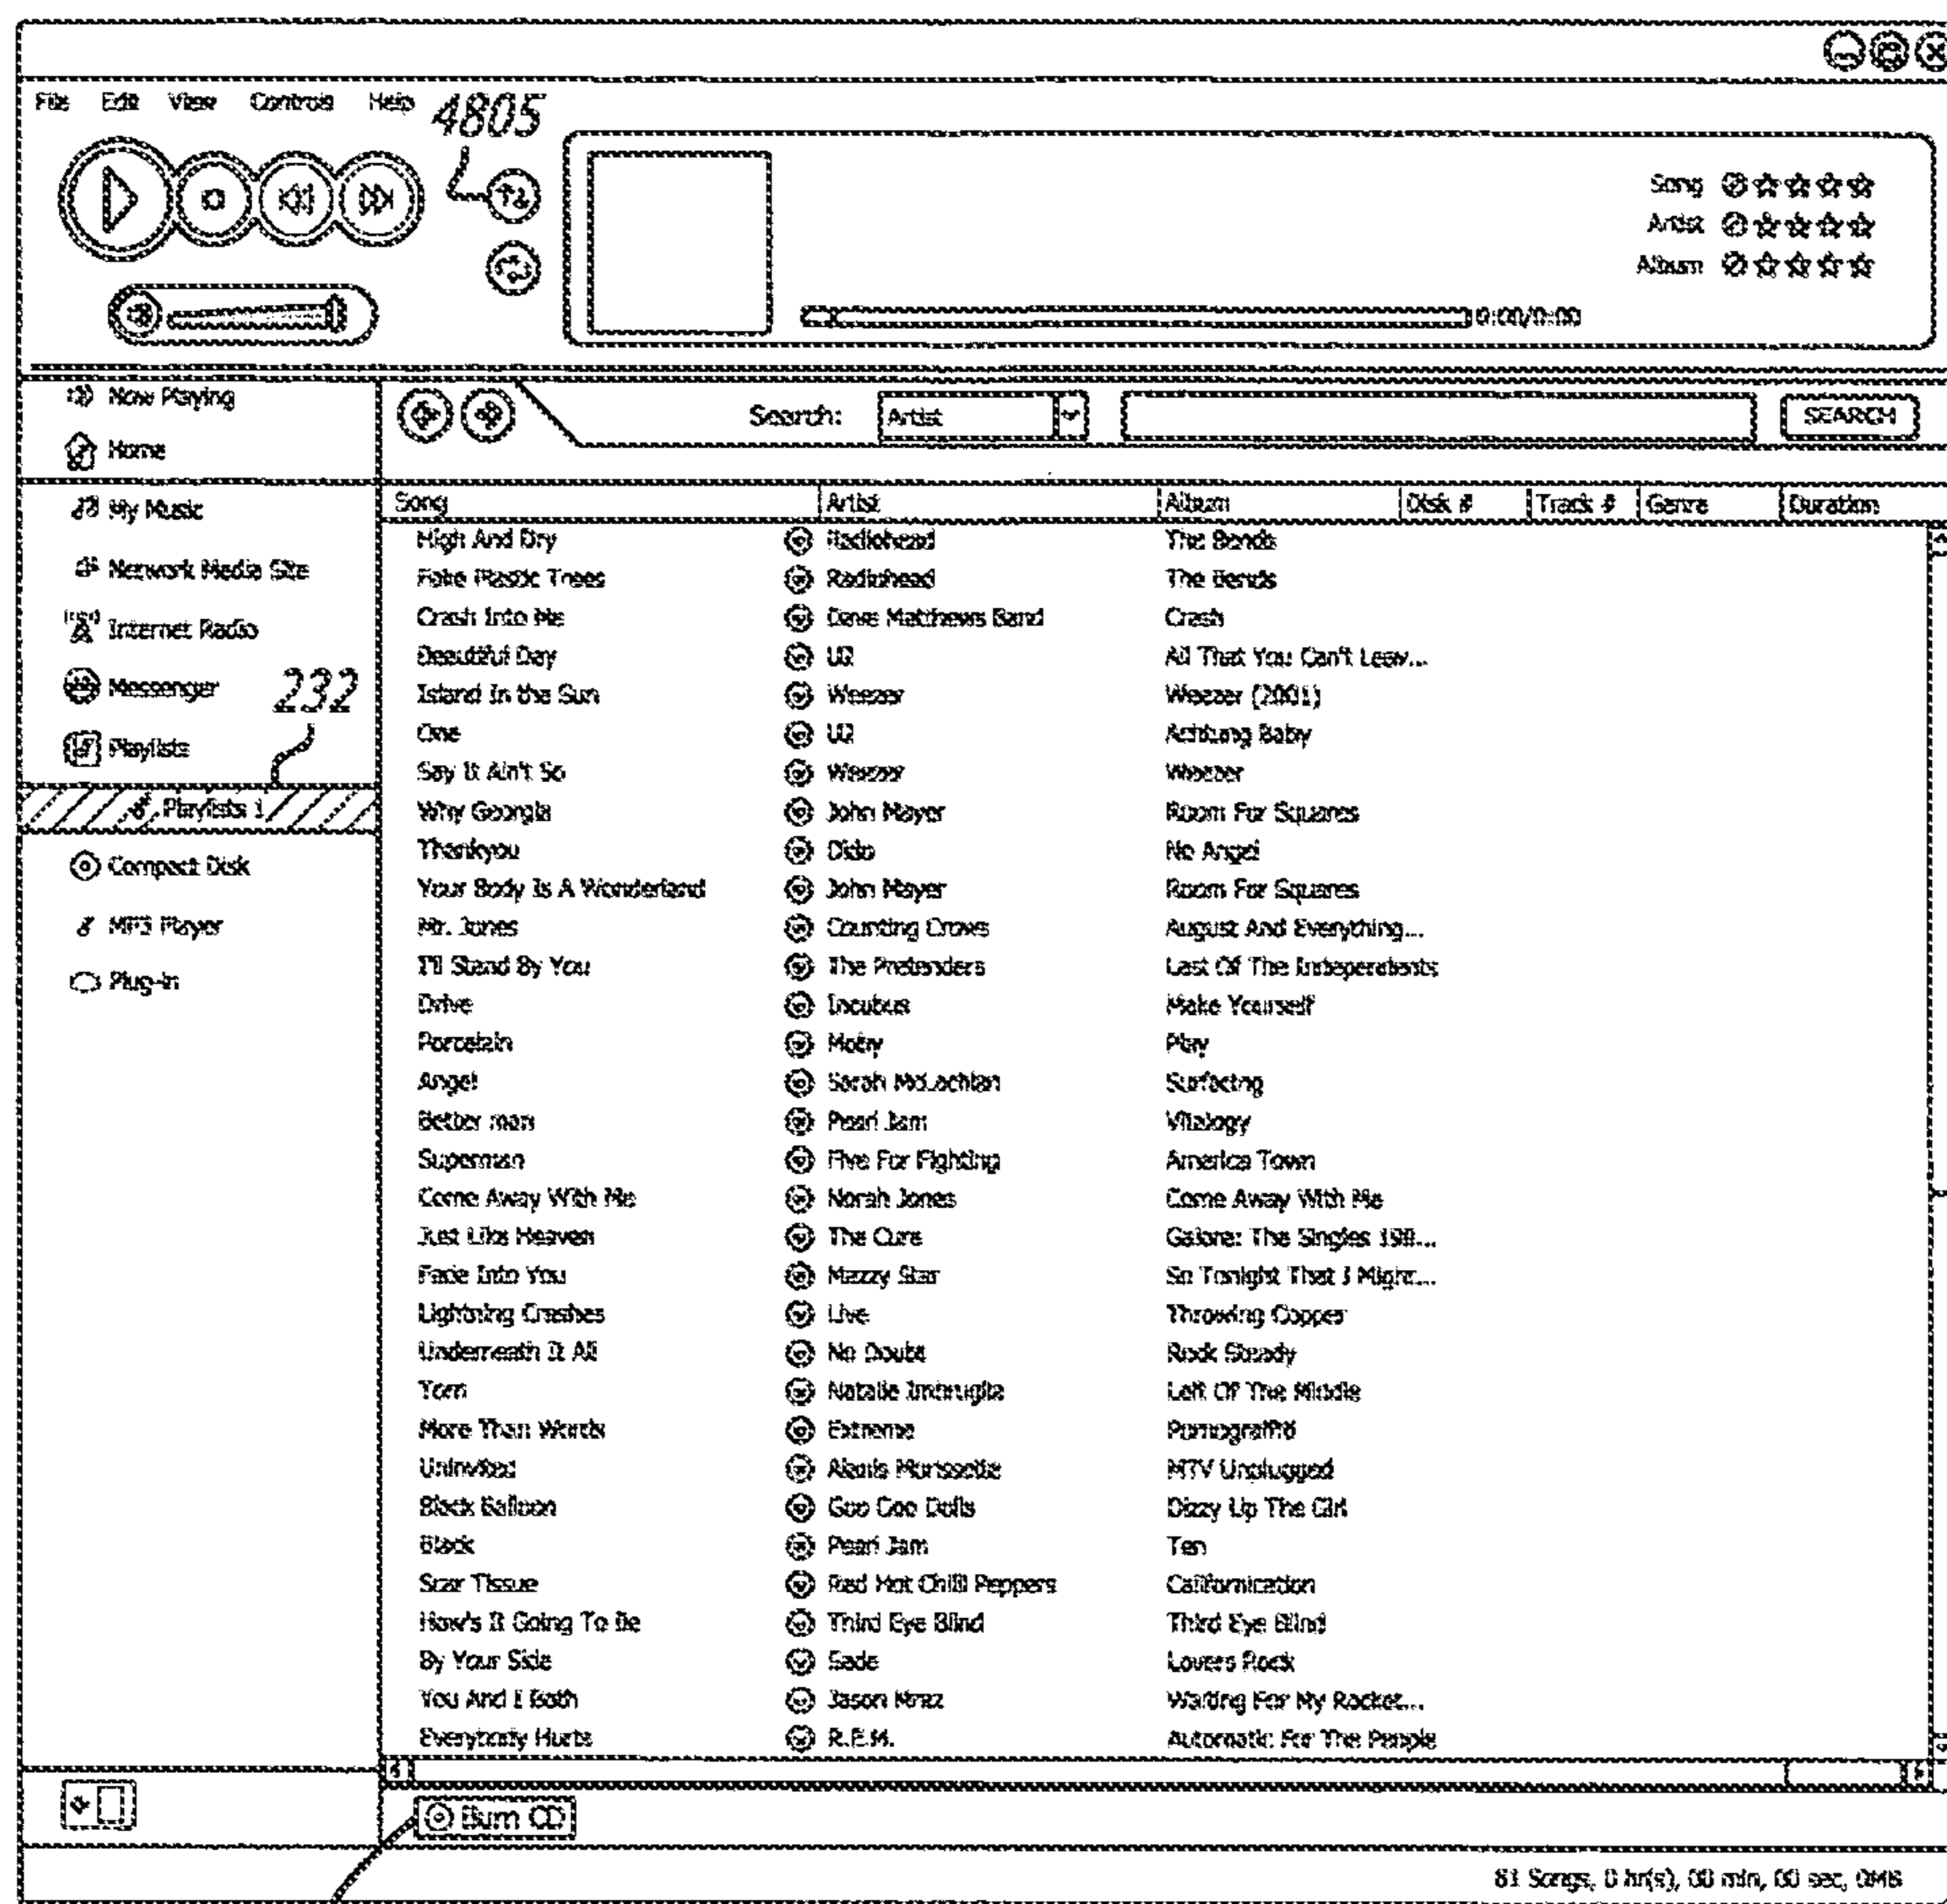 File Edit View Controls Help 4805
Song
Artist
Album
0:00/0:00
Now Playing
Home
Search: Artist SEARCH
My Music
Network Media Site
Internet Radio
Messenger 232
Playlists
Playlists 1
Compact Disk
MP3 Player
Plug-in
Song Artist Album Disk # Track # Genre Duration
High And Dry Radiohead The Bends
Fake Plastic Trees Radiohead The Bends
Crash Into Me Dave Matthews Band Crash
Beautiful Day U2 All That You Can't Leav...
Island In the Sun Weezer Weezer (2001)
One U2 Achtung Baby
Say It Ain't So Weezer Weezer
Why Georgia John Mayer Room For Squares
Thankyou Dido No Angel
Your Body Is A Wonderland John Mayer Room For Squares
Mr. Jones Counting Crows August And Everything...
I'll Stand By You The Pretenders Last Of The Independents
Drive Incubus Make Yourself
Porcelain Moby Play
Angel Sarah McLachlan Surfacing
Better man Pearl Jam Vitalogy
Superman Five For Fighting America Town
Come Away With Me Norah Jones Come Away With Me
Just Like Heaven The Cure Galore: The Singles 198...
Fade Into You Mazzy Star So Tonight That I Might...
Lightning Crashes Live Throwing Copper
Underneath It All No Doubt Rock Steady
Torn Natalie Imbruglia Left Of The Middle
More Than Words Extreme Pornograffiti
Uninvited Alanis Morissette MTV Unplugged
Black Balloon Goo Goo Dolls Dizzy Up The Girl
Black Pearl Jam Ten
Scar Tissue Red Hot Chilli Peppers Californication
How's It Going To Be Third Eye Blind Third Eye Blind
By Your Side Sade Lovers Rock
You And I Both Jason Mraz Waiting For My Rocket...
Everybody Hurts R.E.M. Automatic For The People
Burn CD
81 Songs, 0 hr(s), 00 min, 00 sec, 0MB